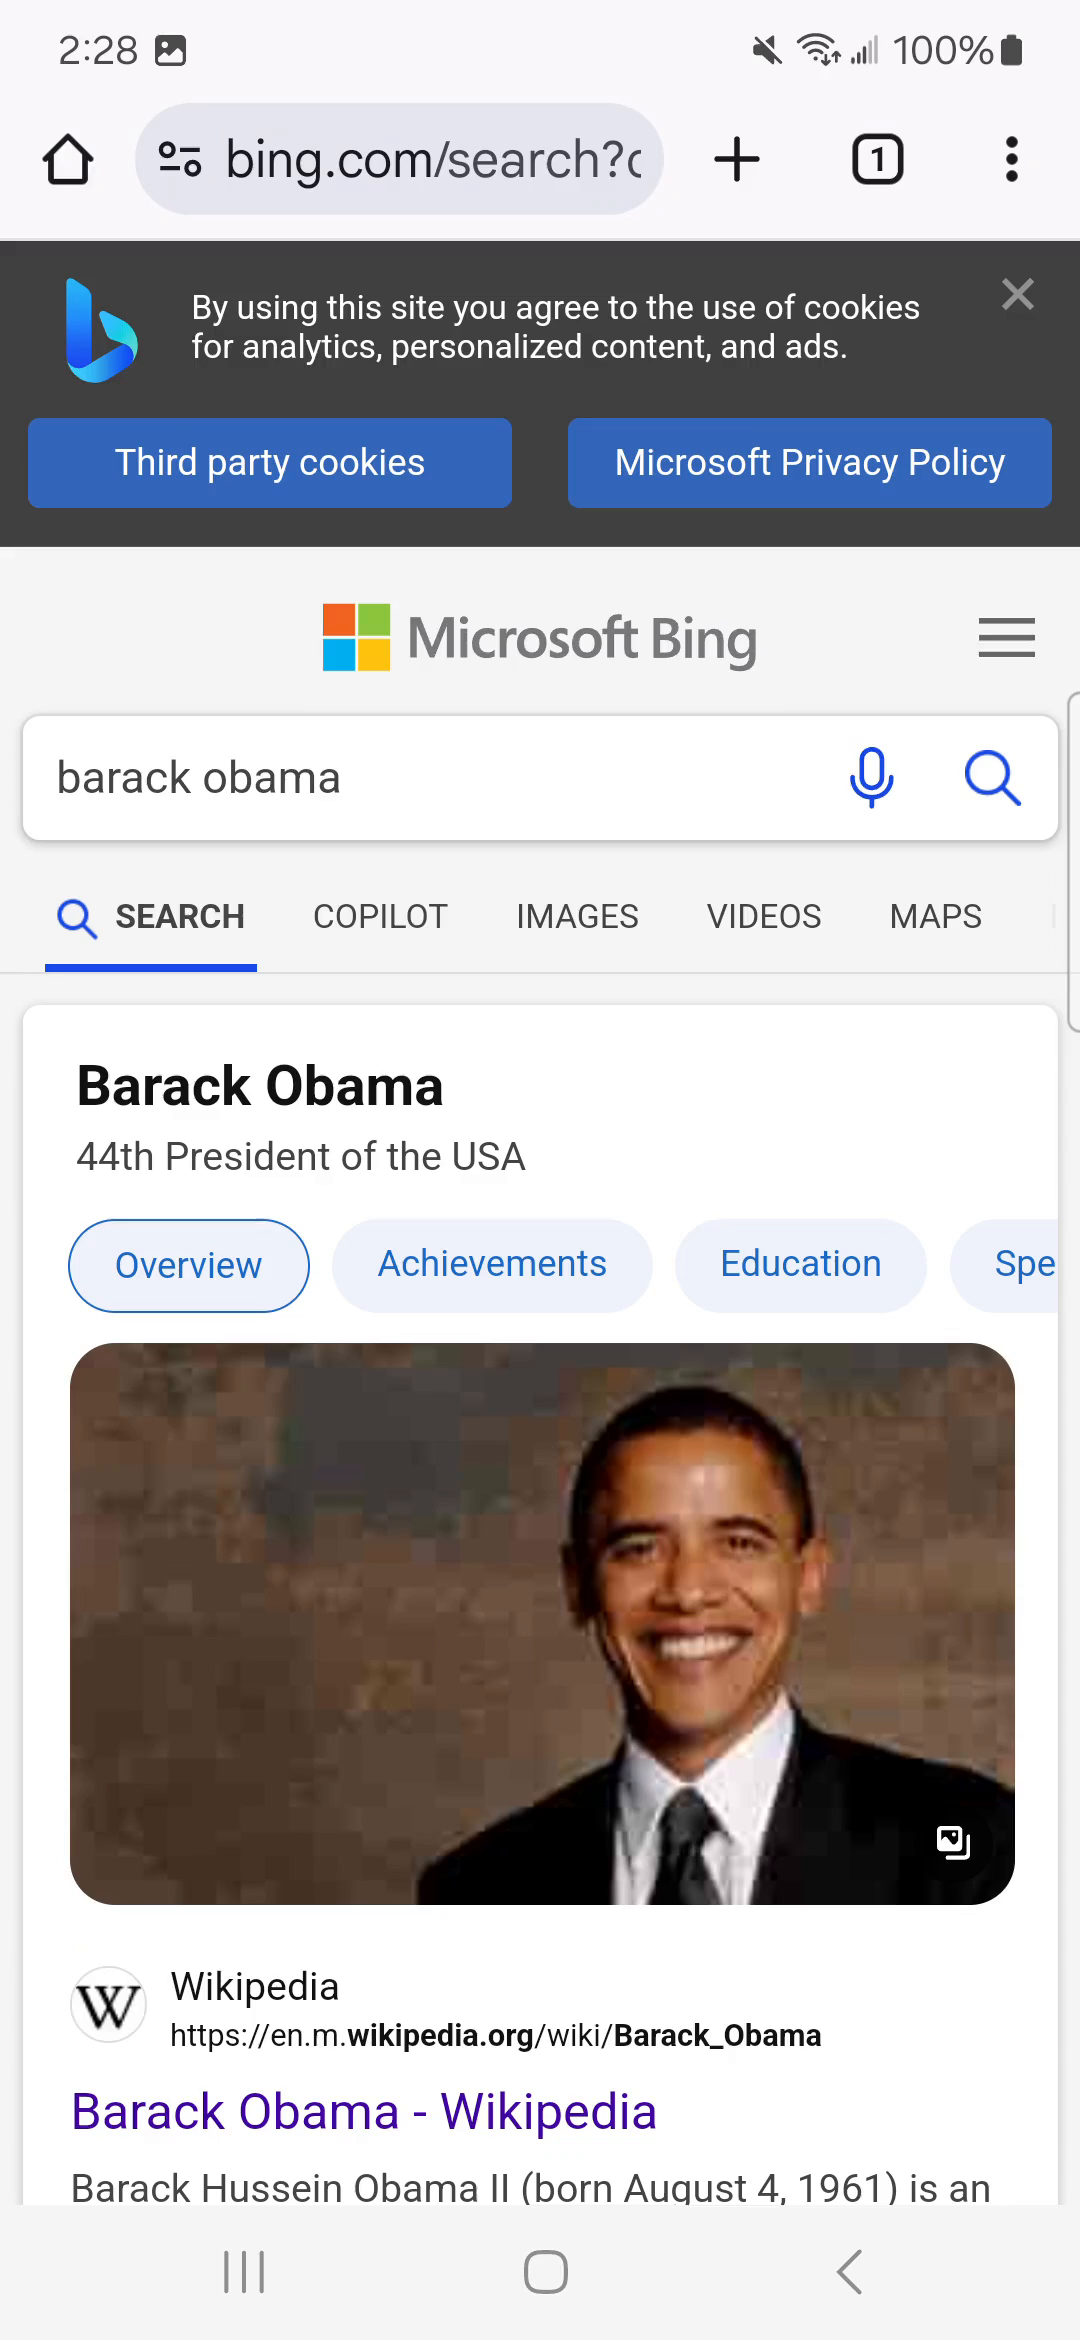 2:28 100%
bing.com/search?
1
By using this site you agree to the use of cookies
for analytics, personalized content, and ads.
Third party cookies
Microsoft Privacy Policy
Microsoft Bing
barack obama
SEARCH COPILOT IMAGES VIDEOS MAPS
Barack Obama
44th President of the USA
Overview Achievements Education Spe
W
Wikipedia
https://en.m.wikipedia.org/wiki/Barack_Obama
Barack Obama - Wikipedia
Barack Hussein Obama II (born August 4, 1961) is an